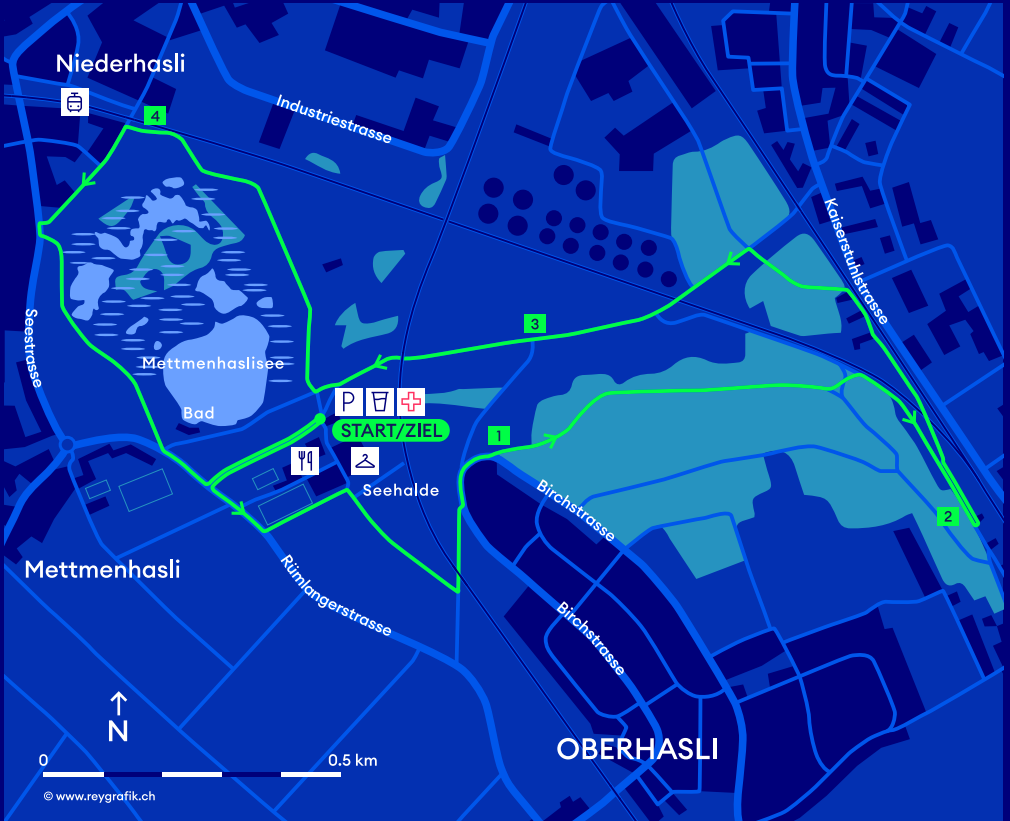 Niederhasli
4
Industriestrasse
Kaiserstuhlstrasse
3
Seestrasse
Mettmenhaslisee
Bad
P
START/ZIEL
1
Seehalde
Birchstrasse
2
Mettmenhasli
Rümlangerstrasse
Birchstrasse
N
OBERHASLI
0
0.5 km
© www.reygrafik.ch